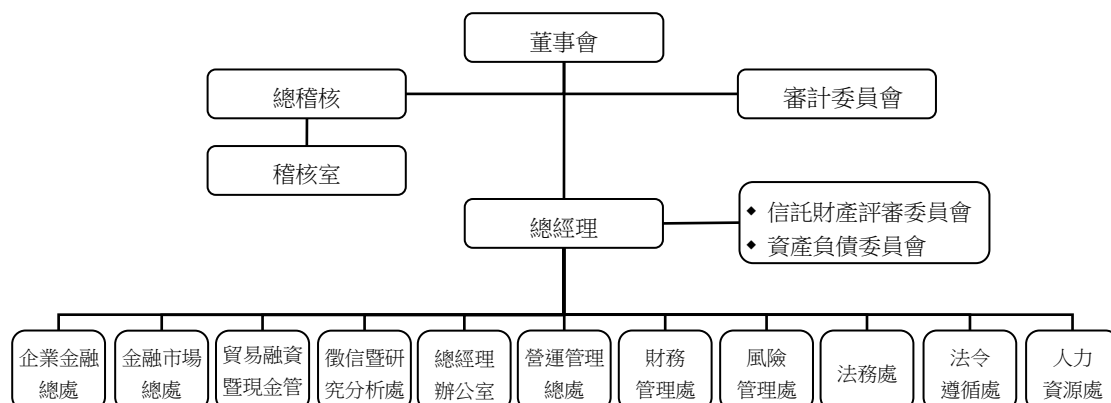 董事會
總稽核
審計委員會
稽核室
總經理
◆ 信託財產評審委員會
◆ 資產負債委員會
企業金融
總處
金融市場
總處
貿易融資
暨現金管
徵信暨研
究分析處
總經理
辦公室
營運管理
總處
財務
管理處
風險
管理處
法務處
法令
遵循處
人力
資源處